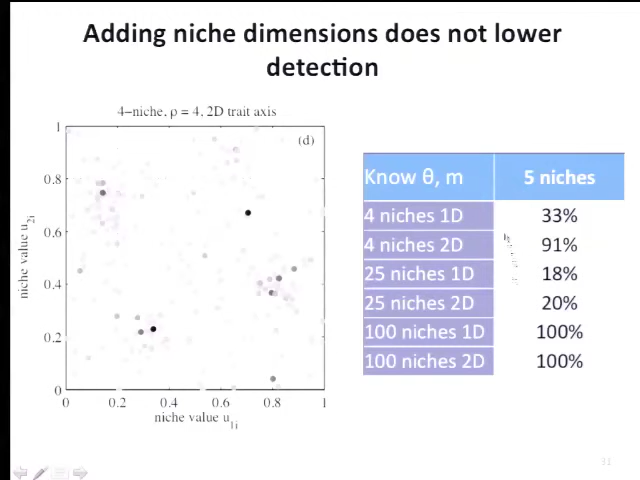 Adding niche dimensions does not lower
detection
4−niche, ρ = 4, 2D trait axis
(d)
1
0.8
0.6
0.4
0.2
0
0 0.2 0.4 0.6 0.8 1
niche value u2i
niche value u1i
Know θ, m 5 niches
4 niches 1D 33%
4 niches 2D 91%
25 niches 1D 18%
25 niches 2D 20%
100 niches 1D 100%
100 niches 2D 100%
31